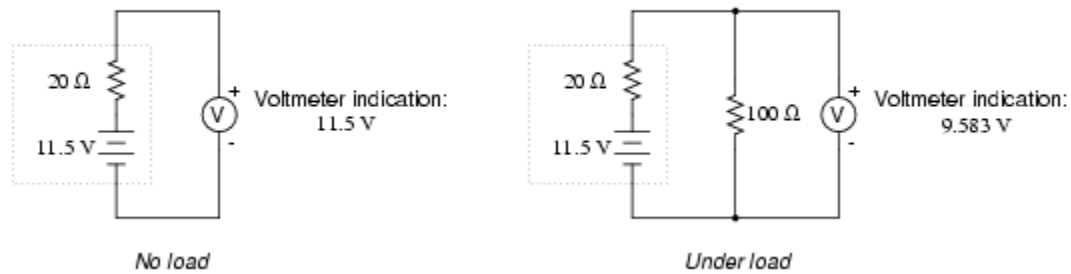 20 Ω
11.5 V
V
+
-
Voltmeter indication:
11.5 V
No load
20 Ω
11.5 V
100 Ω
V
+
-
Voltmeter indication:
9.583 V
Under load